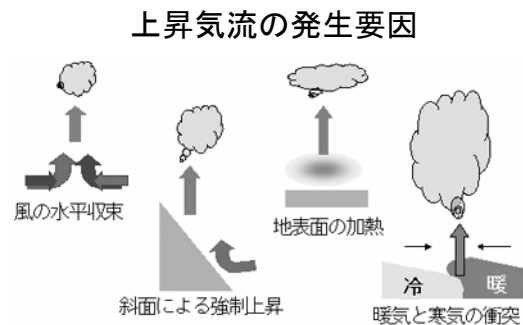 上昇気流の発生要因
風の水平収束
斜面による強制上昇
地表面の加熱
冷
暖
暖気と寒気の衝突